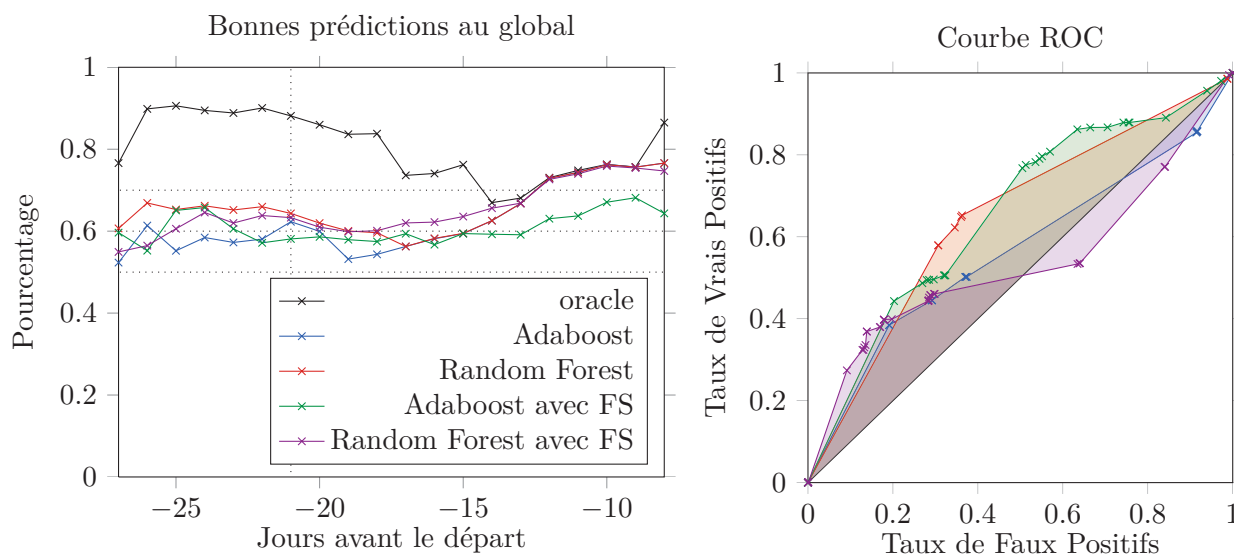 Bonnes prédictions au global
1
0.8
0.6
0.4
0.2
0
Pourcentage
−25
−20
−15
−10
Jours avant le départ
oracle
Adaboost
Random Forest
Adaboost avec FS
Random Forest avec FS
Courbe ROC
1
0.8
0.6
0.4
0.2
0
Taux de Vrais Positifs
0
0.2
0.4
0.6
0.8
1
Taux de Faux Positifs